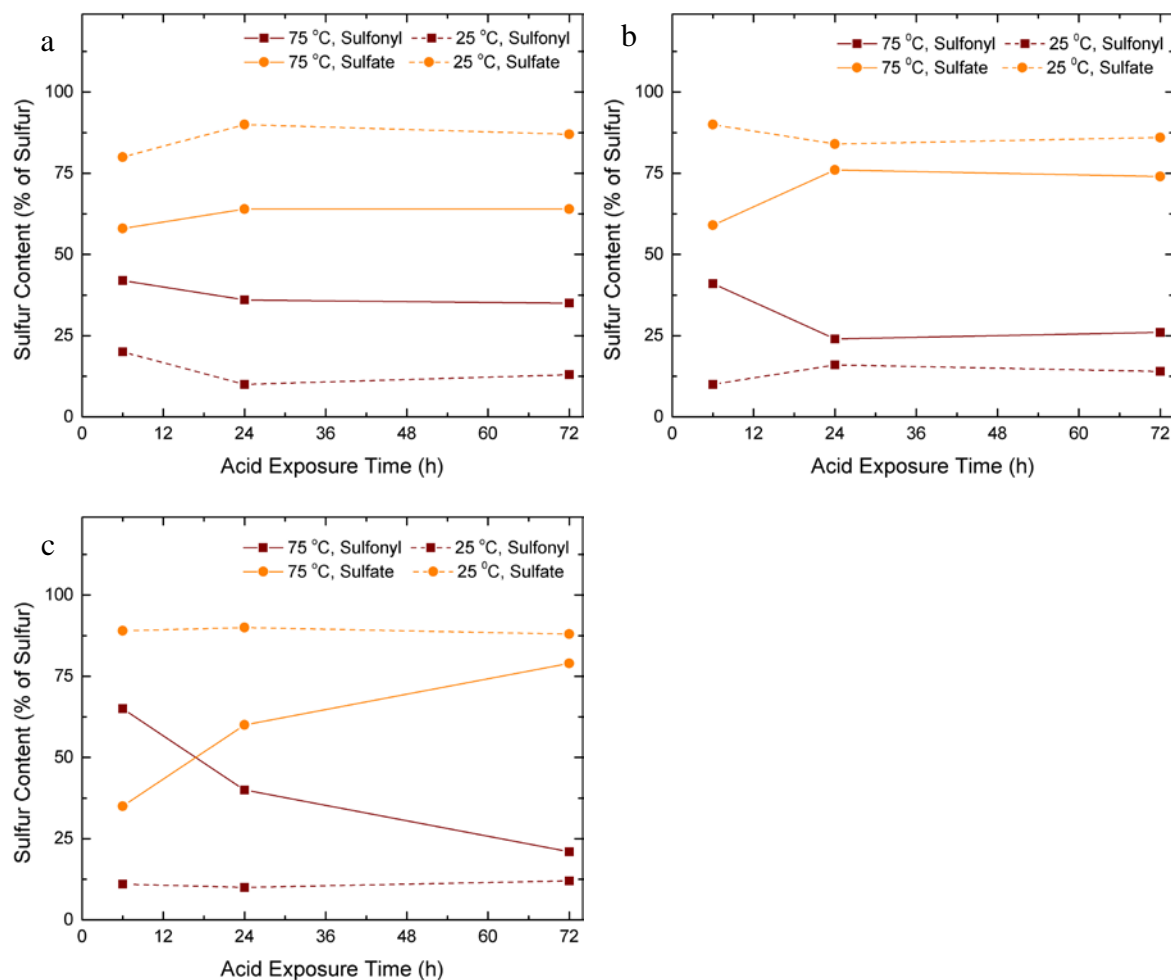 a
75 °C, Sulfonyl 25 °C, Sulfonyl
75 °C, Sulfate 25 °C, Sulfate
100
75
50
25
0
Sulfur Content (% of Sulfur)
0 12 24 36 48 60 72
Acid Exposure Time (h)
b
75 °C, Sulfonyl 25 °C, Sulfonyl
75 °C, Sulfate 25 ⁰C, Sulfate
100
75
50
25
0
Sulfur Content (% of Sulfur)
0 12 24 36 48 60 72
Acid Exposure Time (h)
c
75 °C, Sulfonyl 25 °C, Sulfonyl
75 °C, Sulfate 25 ⁰C, Sulfate
100
75
50
25
0
Sulfur Content (% of Sulfur)
0 12 24 36 48 60 72
Acid Exposure Time (h)